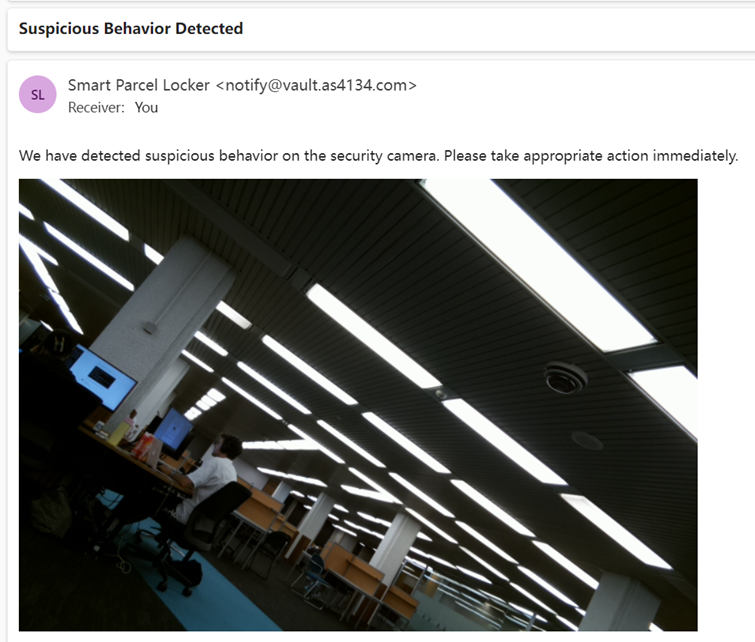 Suspicious Behavior Detected
SL
Smart Parcel Locker <notify@vault.as4134.com>
Receiver: You
We have detected suspicious behavior on the security camera. Please take appropriate action immediately.